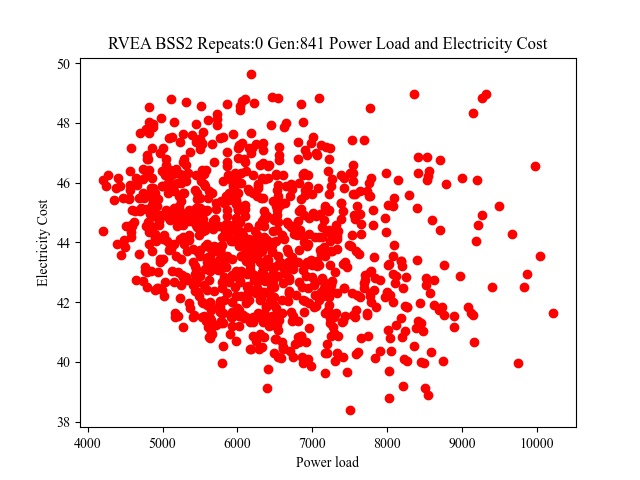 RVEA BSS2 Repeats:0 Gen:841 Power Load and Electricity Cost
50
48
46
44
42
40
38
Electricity Cost
4000 5000 6000 7000 8000 9000 10000
Power load